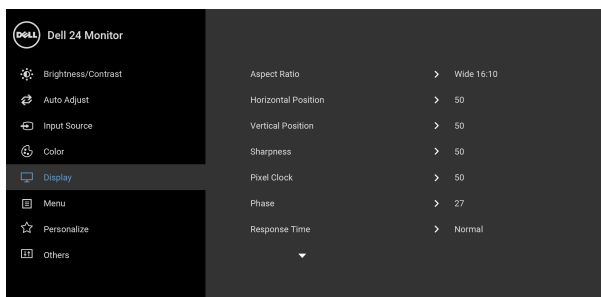 DELL Dell 24 Monitor
Brightness/Contrast
Auto Adjust
Input Source
Color
Display
Menu
Personalize
Others
Aspect Ratio Wide 16:10
Horizontal Position 50
Vertical Position 50
Sharpness 50
Pixel Clock 50
Phase 27
Response Time Normal